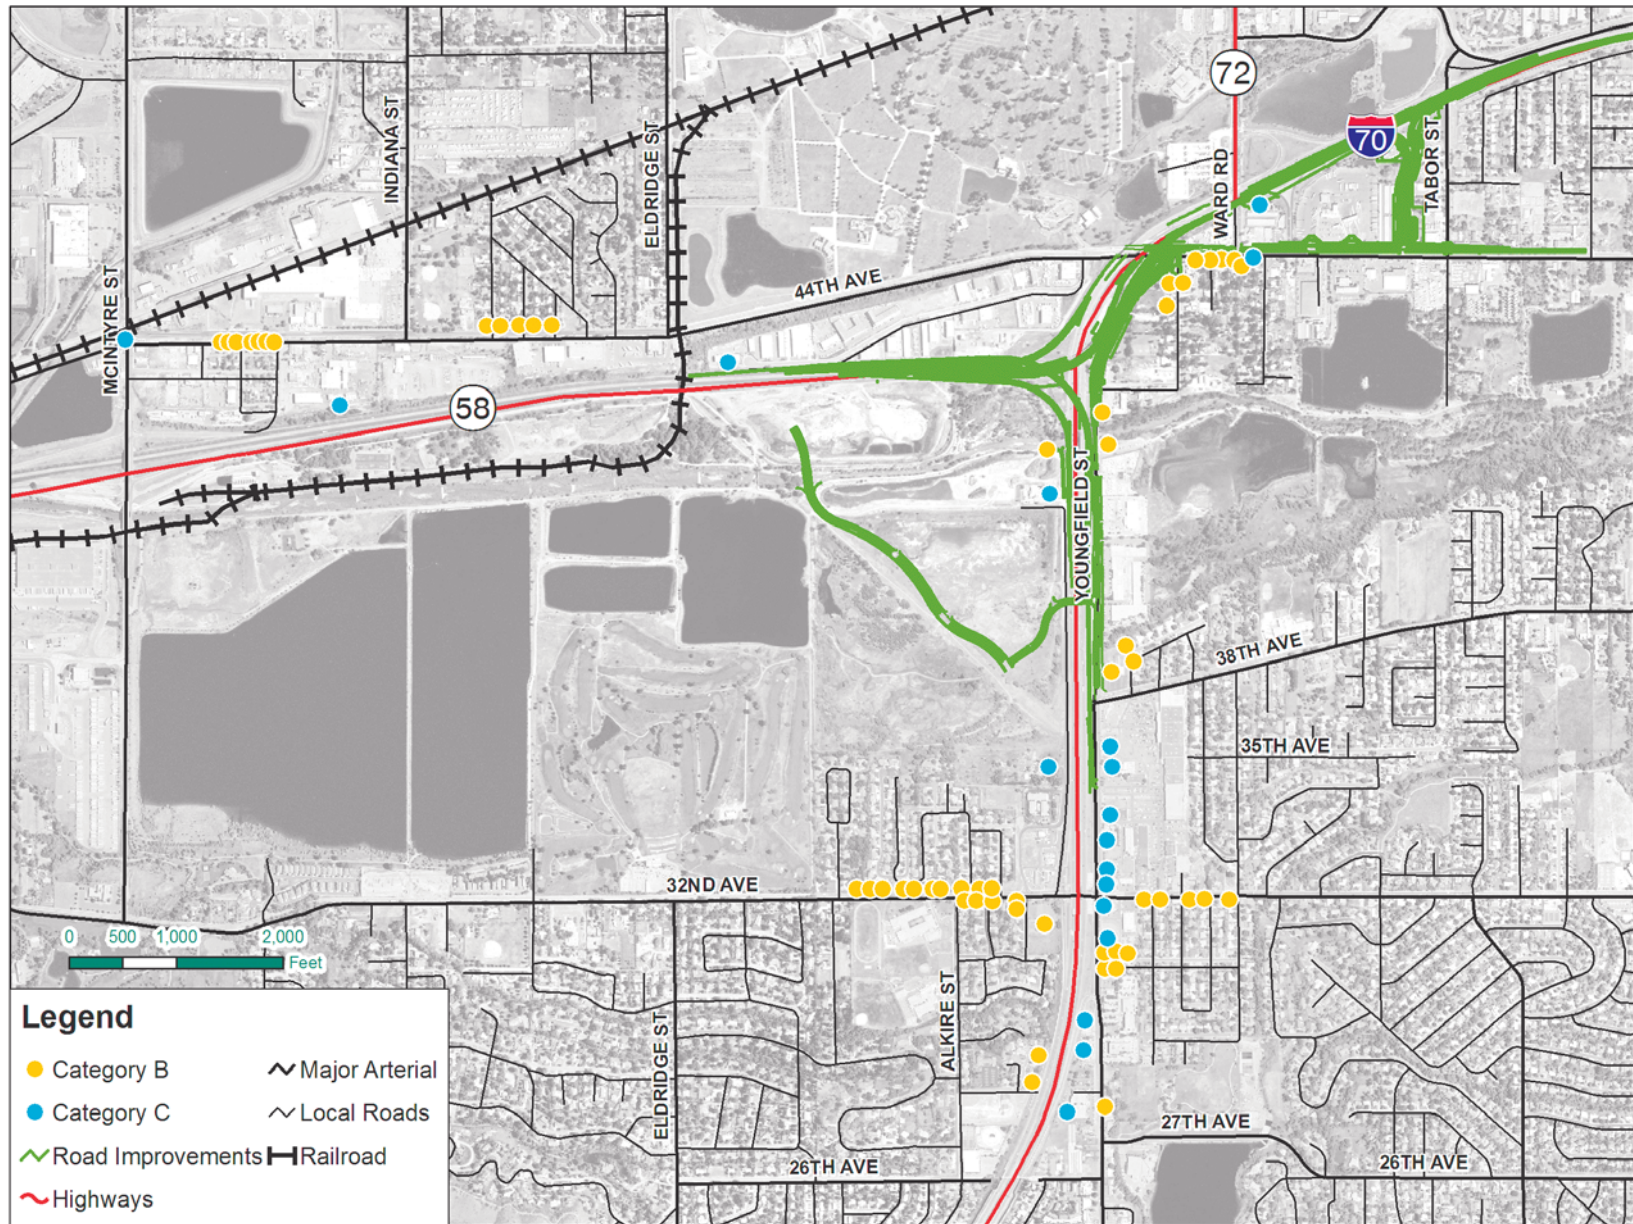 72
70
INDIANA ST
ELDRIDGE ST
WARD RD
TABOR ST
MCINTYRE ST
44TH AVE
58
YOUNGFIELD ST
38TH AVE
35TH AVE
32ND AVE
0 500 1,000 2,000
Feet
ALKIRE ST
ELDRIDGE ST
27TH AVE
26TH AVE
26TH AVE
Legend
Category B
Major Arterial
Category C
Local Roads
Road Improvements
Railroad
Highways